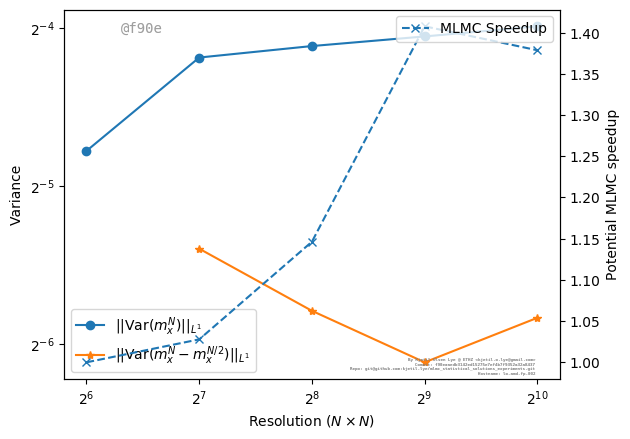 @f90e
MLMC Speedup
2^-4
2^-5
2^-6
Variance
1.40
1.35
1.30
1.25
1.20
1.15
1.10
1.05
1.00
Potential MLMC speedup
||Var(m_x^N)||_{L^1}
||Var(m_x^N − m_x^{N/2})||_{L^1}
2^6
2^7
2^8
2^9
2^10
Resolution (N × N)